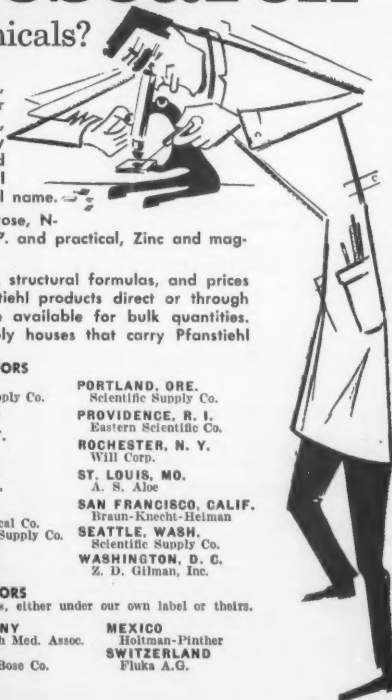 nicals?
l name.
rose, N-
P. and practical, Zinc and mag-
structural formulas, and prices
stiehl products direct or through
e available for bulk quantities.
ply houses that carry Pfanstiehl
ORS
pply Co.
PORTLAND, ORE.
Scientific Supply Co.
PROVIDENCE, R. I.
Eastern Scientific Co.
ROCHESTER, N. Y.
Will Corp.
ST. LOUIS, MO.
A. S. Aloe
SAN FRANCISCO, CALIF.
Braun-Knecht-Heiman
cal Co.
Supply Co.
SEATTLE, WASH.
Scientific Supply Co.
WASHINGTON, D. C.
Z. D. Gilman, Inc.
ORS
s, either under our own label or theirs.
NY
h Med. Assoc.
Bose Co.
MEXICO
Holtman-Pinther
SWITZERLAND
Fluka A.G.